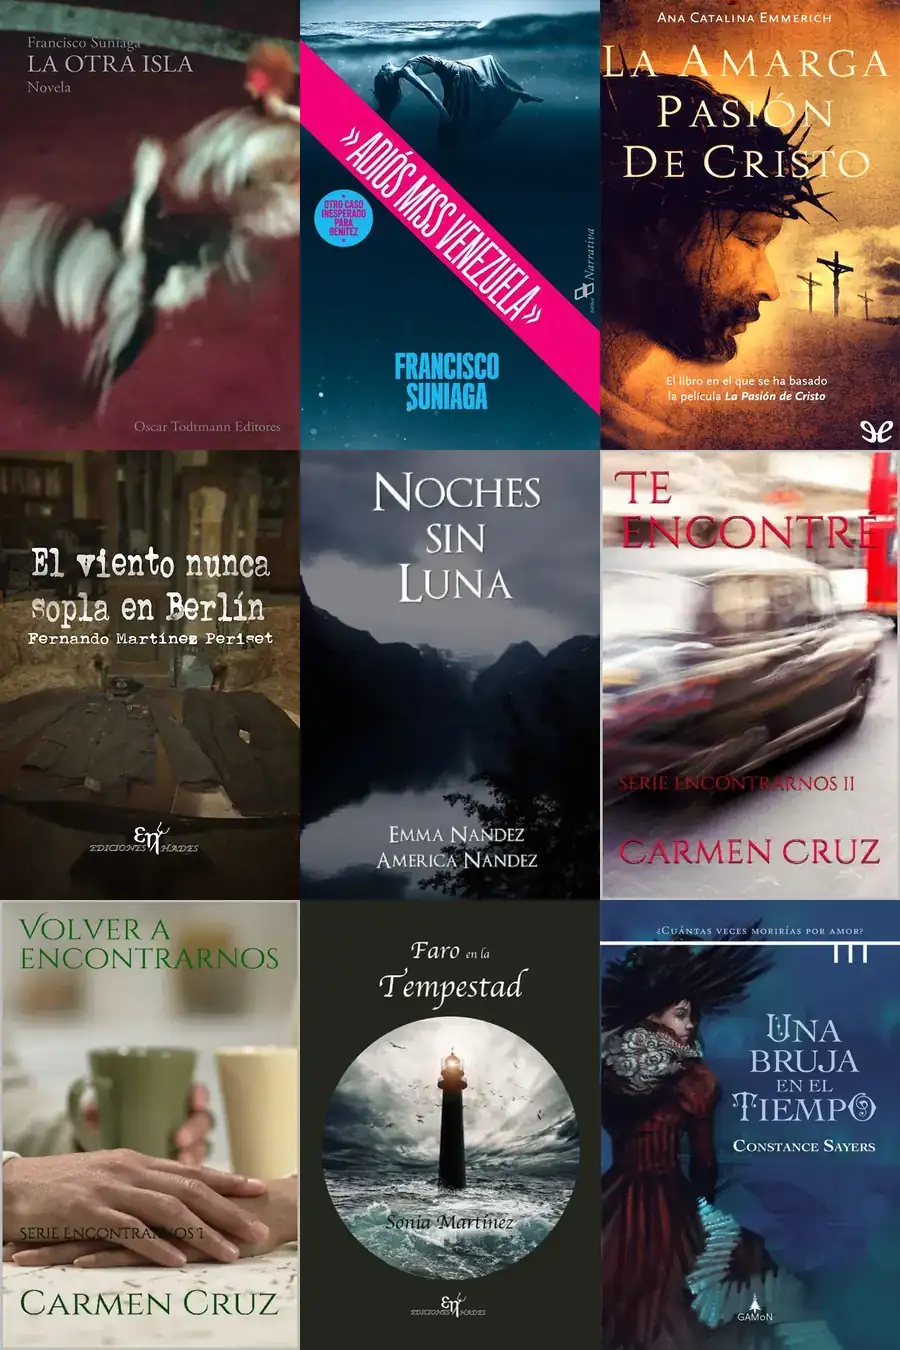 Francisco Suniaga
LA OTRA ISLA
Novela
Oscar Todtmann Editores
» ADIÓS MISS VENEZUELA »
OTRO CASO
INESPERADO
PARA
BENÍTEZ
Narrativa
FRANCISCO
SUNIAGA
ANA CATALINA EMMERICH
LA AMARGA
PASIÓN
DE CRISTO
El libro en el que se ha basado
la película La Pasión de Cristo
El viento nunca
sopla en Berlín
Fernando Martínez Periset
EDICIONES HADES
NOCHES
SIN
LUNA
EMMA NANDEZ
AMERICA NANDEZ
TE
ENCONTRÉ
SERIE ENCONTRARNOS II
CARMEN CRUZ
VOLVER A
ENCONTRARNOS
SERIE ENCONTRARNOS I
CARMEN CRUZ
Faro en la
Tempestad
Sonia Martínez
EDICIONES HADES
¿CUÁNTAS VECES MORIRÍAS POR AMOR?
UNA
BRUJA
EN EL
TIEMPO
CONSTANCE SAYERS
GAMON